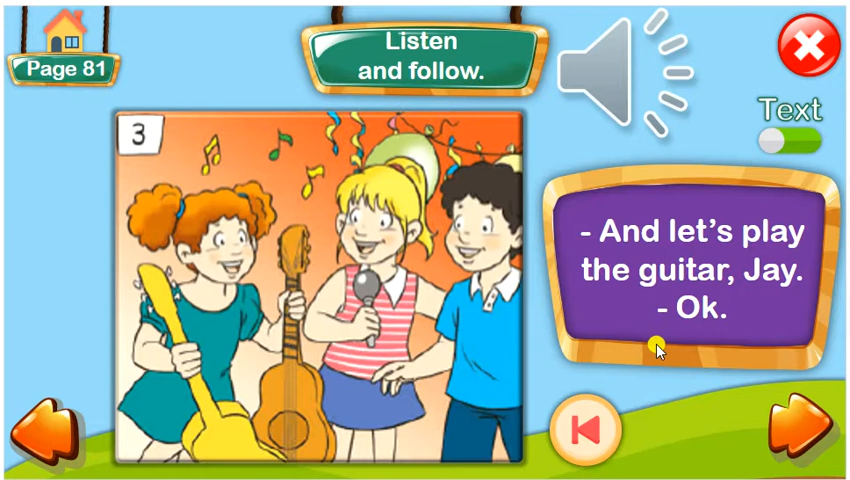 Page 81
Listen
and follow.
Text
3
- And let's play
the guitar, Jay.
- Ok.